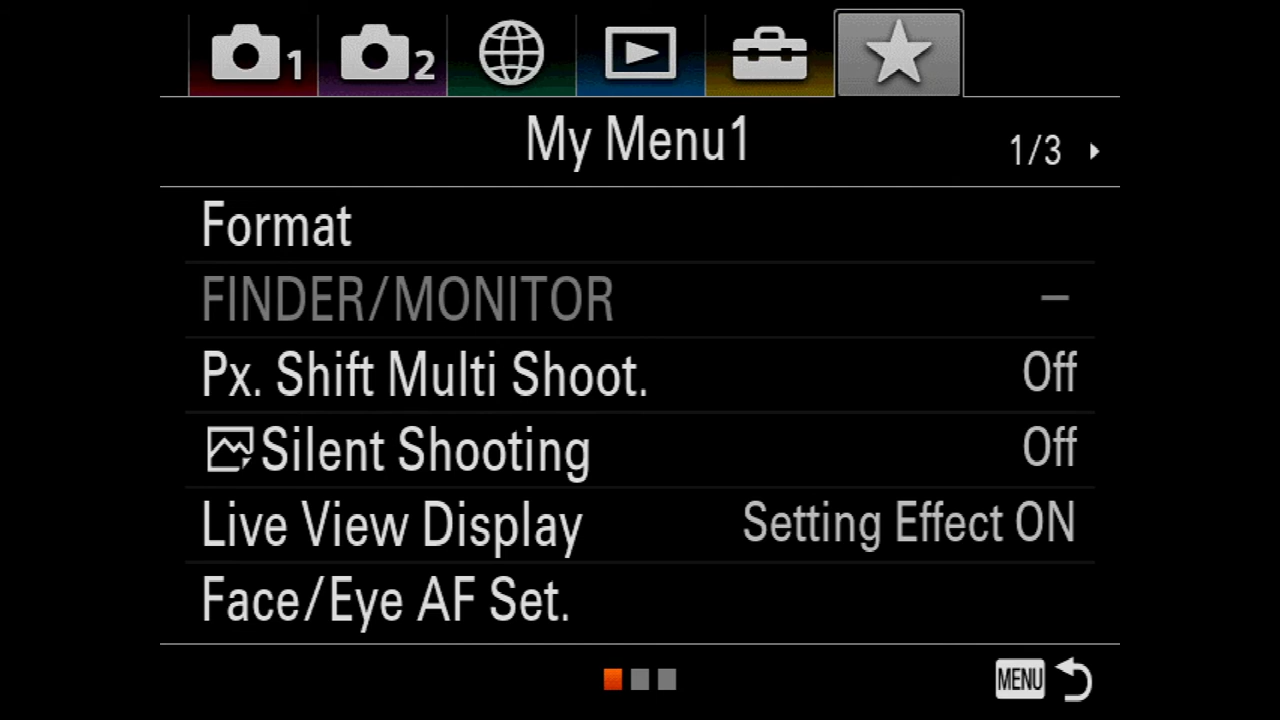 1 2
My Menu1 1/3
Format
FINDER/MONITOR –
Px. Shift Multi Shoot. Off
Silent Shooting Off
Live View Display Setting Effect ON
Face/Eye AF Set.
MENU